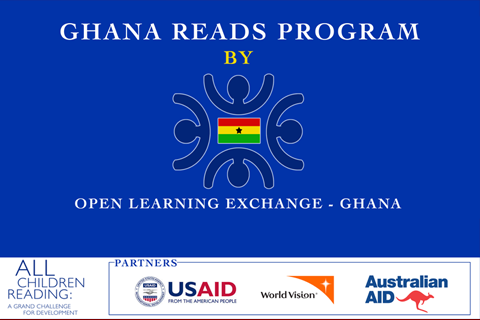 GHANA READS PROGRAM
BY
OPEN LEARNING EXCHANGE - GHANA
ALL
CHILDREN
READING:
A GRAND CHALLENGE
FOR DEVELOPMENT
PARTNERS
USAID
USAID
FROM THE AMERICAN PEOPLE
World Vision
Australian
AID